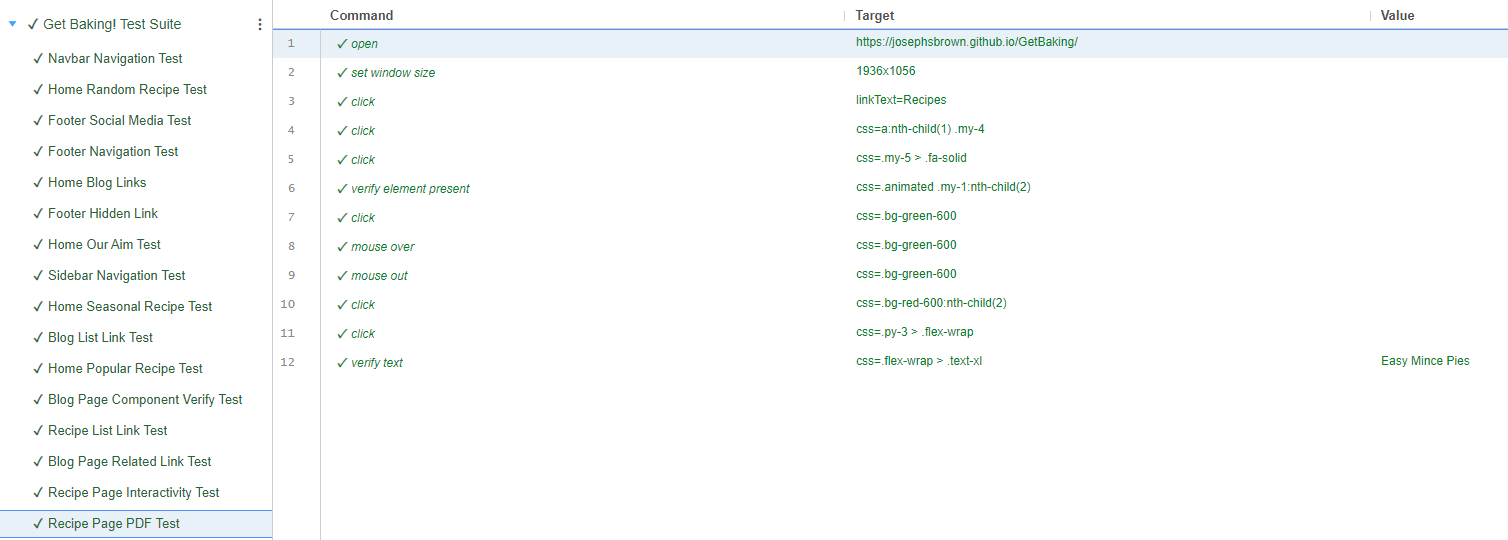 Get Baking! Test Suite
Navbar Navigation Test
Home Random Recipe Test
Footer Social Media Test
Footer Navigation Test
Home Blog Links
Footer Hidden Link
Home Our Aim Test
Sidebar Navigation Test
Home Seasonal Recipe Test
Blog List Link Test
Home Popular Recipe Test
Blog Page Component Verify Test
Recipe List Link Test
Blog Page Related Link Test
Recipe Page Interactivity Test
Recipe Page PDF Test
Command Target Value
1 ✓ open https://josephsbrown.github.io/GetBaking/
2 ✓ set window size 1936x1056
3 ✓ click linkText=Recipes
4 ✓ click css=a:nth-child(1) .my-4
5 ✓ click css=.my-5 > .fa-solid
6 ✓ verify element present css=.animated .my-1:nth-child(2)
7 ✓ click css=.bg-green-600
8 ✓ mouse over css=.bg-green-600
9 ✓ mouse out css=.bg-green-600
10 ✓ click css=.bg-red-600:nth-child(2)
11 ✓ click css=.py-3 > .flex-wrap
12 ✓ verify text css=.flex-wrap > .text-xl Easy Mince Pies